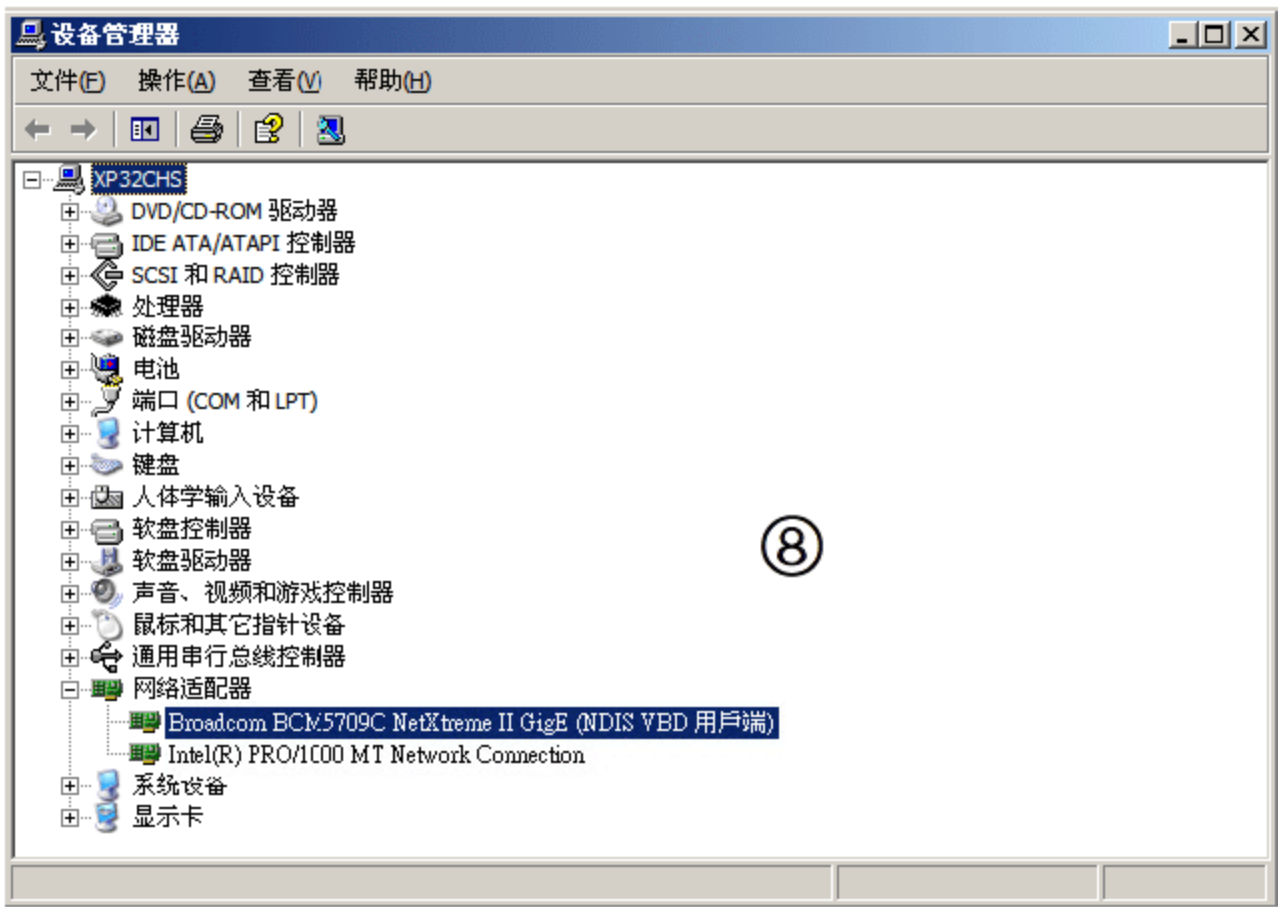 设备管理器
文件(F) 操作(A) 查看(V) 帮助(H)
XP32CHS
DVD/CD-ROM 驱动器
IDE ATA/ATAPI 控制器
SCSI 和 RAID 控制器
处理器
磁盘驱动器
电池
端口 (COM 和 LPT)
计算机
键盘
人体学输入设备
软盘控制器
⑧
软盘驱动器
声音、视频和游戏控制器
鼠标和其它指针设备
通用串行总线控制器
网络适配器
Broadcom BCM5709C NetXtreme II GigE (NDIS VBD 用戶端)
Intel(R) PRO/1000 MT Network Connection
系统设备
显示卡